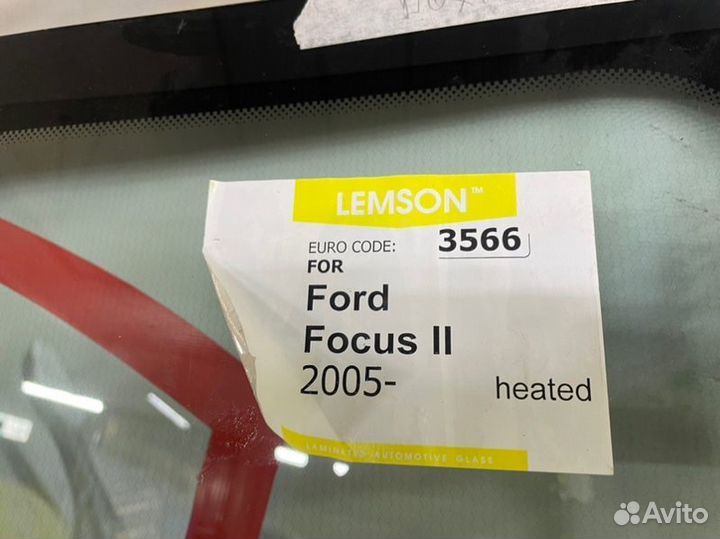 LEMSON™
EURO CODE: 3566
FOR
Ford
Focus II
2005- heated
LAMINATED AUTOMOTIVE GLASS
Avito